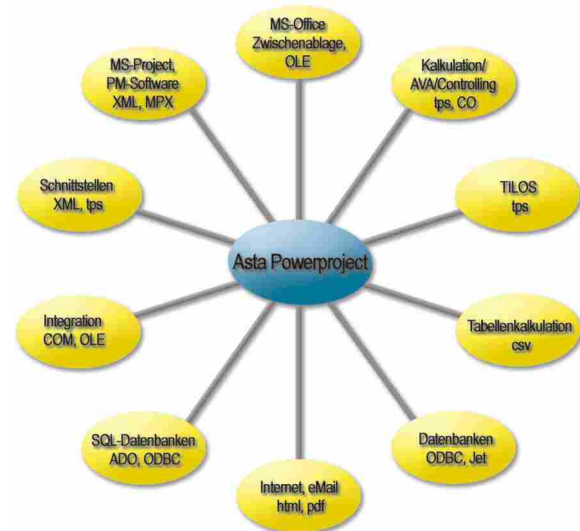 MS-Office
Zwischenablage,
OLE
MS-Project,
PM-Software
XML, MPX
Kalkulation/
AVA/Controlling
tps, CO
Schnittstellen
XML, tps
TILOS
tps
Asta Powerproject
Integration
COM, OLE
Tabellenkalkulation
csv
SQL-Datenbanken
ADO, ODBC
Datenbanken
ODBC, Jet
Internet, eMail
html, pdf